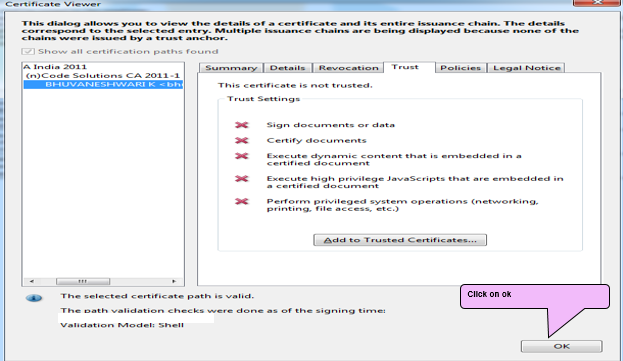 Certificate Viewer
This dialog allows you to view the details of a certificate and its entire issuance chain. The details
correspond to the selected entry. Multiple issuance chains are being displayed because none of the
chains were issued by a trust anchor.
Show all certification paths found
A India 2011
(n)Code Solutions CA 2011-1
BHUVANESHWARI K <bh
Summary Details Revocation Trust Policies Legal Notice
This certificate is not trusted.
Trust Settings
Sign documents or data
Certify documents
Execute dynamic content that is embedded in a
certified document
Execute high privilege JavaScripts that are embedded in
a certified document
Perform privileged system operations (networking,
printing, file access, etc.)
Add to Trusted Certificates...
The selected certificate path is valid.
The path validation checks were done as of the signing time:
Validation Model: Shell
Click on ok
OK